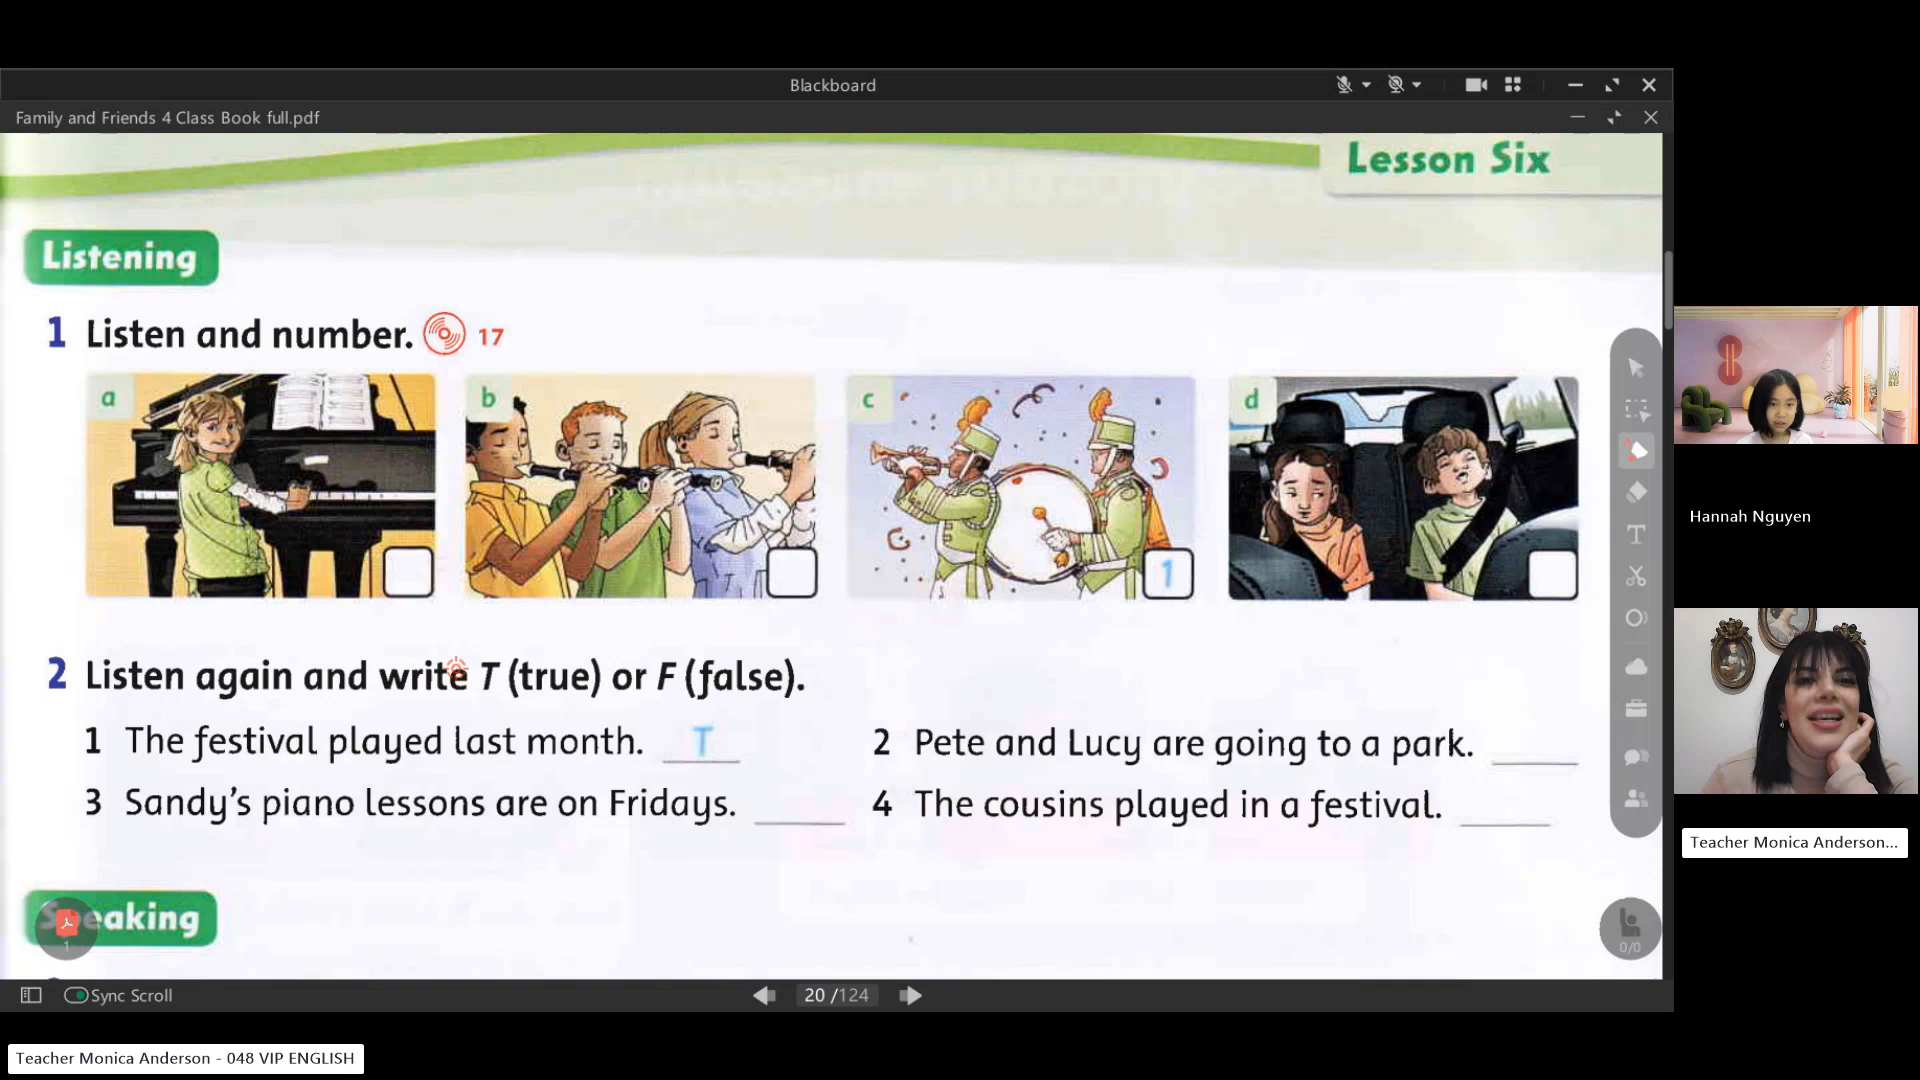 Blackboard
Family and Friends 4 Class Book full.pdf
Lesson Six
Listening
1 Listen and number. 17
a
b
c
d
1
2 Listen again and write T (true) or F (false).
1 The festival played last month. T
2 Pete and Lucy are going to a park.
3 Sandy's piano lessons are on Fridays.
4 The cousins played in a festival.
Speaking
1
0/0
Sync Scroll
20 /124
Hannah Nguyen
Teacher Monica Anderson...
Teacher Monica Anderson - 048 VIP ENGLISH